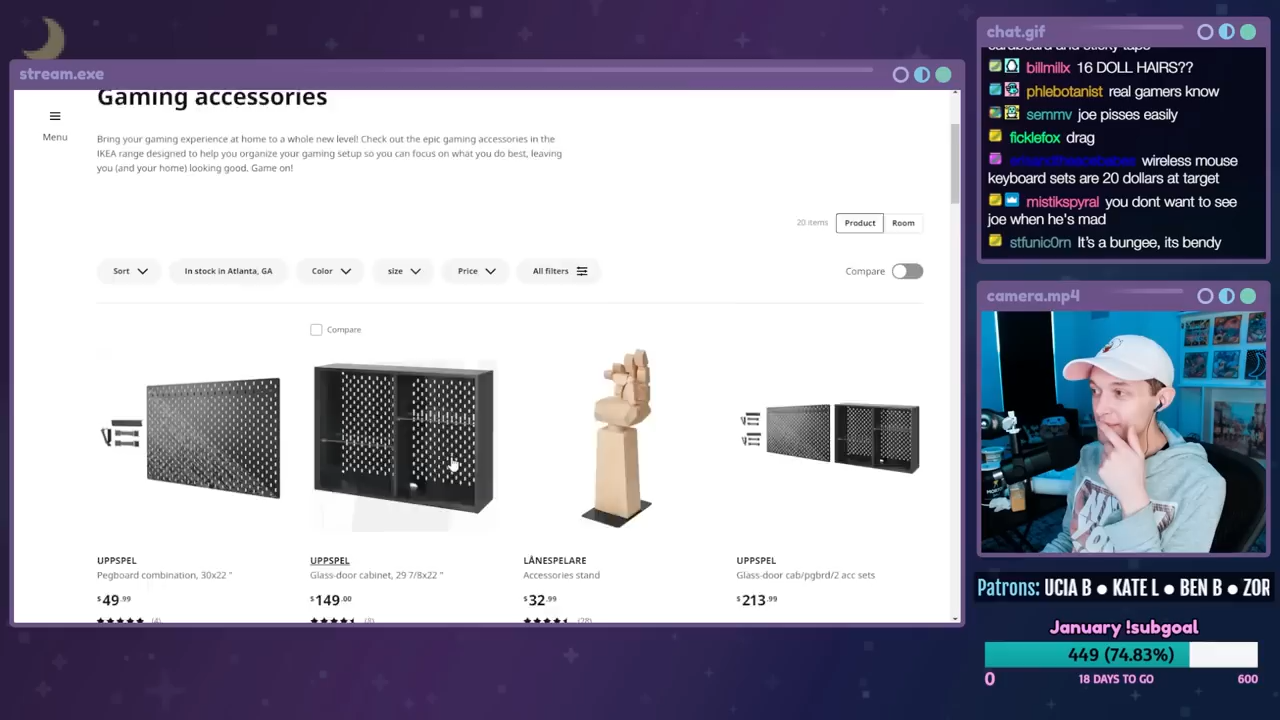 stream.exe
Gaming accessories
Menu
Bring your gaming experience at home to a whole new level! Check out the epic gaming accessories in the
IKEA range designed to help you organize your gaming setup so you can focus on what you do best, leaving
you (and your home) looking good. Game on!
20 items
Product
Room
Sort
In stock in Atlanta, GA
Color
size
Price
All filters
Compare
Compare
UPPSPEL
Pegboard combination, 30x22 "
$49.99
(4)
UPPSPEL
Glass-door cabinet, 29 7/8x22 "
$149.00
(8)
LÅNESPELARE
Accessories stand
$32.99
(28)
UPPSPEL
Glass-door cab/pgbrd/2 acc sets
$213.99
chat.gif
cardboard and sticky taps
billmillx 16 DOLL HAIRS??
phlebotanist real gamers know
semmv joe pisses easily
ficklefox drag
wireless mouse
keyboard sets are 20 dollars at target
mistikspyral you dont want to see
joe when he's mad
stfunic0rn It's a bungee, its bendy
camera.mp4
Patrons: UCIA B ● KATE L ● BEN B ● ZOR
January !subgoal
449 (74.83%)
0
18 DAYS TO GO
600